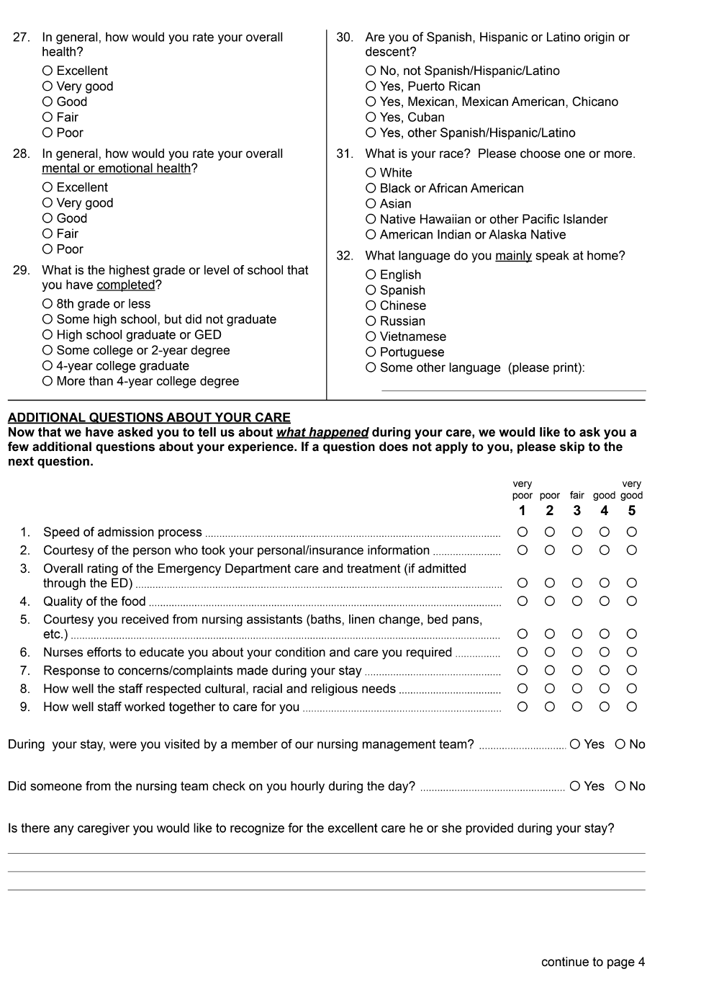 27. In general, how would you rate your overall
health?
O Excellent
O Very good
O Good
O Fair
O Poor
28. In general, how would you rate your overall
mental or emotional health?
O Excellent
O Very good
O Good
O Fair
O Poor
29. What is the highest grade or level of school that
you have completed?
O 8th grade or less
O Some high school, but did not graduate
O High school graduate or GED
O Some college or 2-year degree
O 4-year college graduate
O More than 4-year college degree
30. Are you of Spanish, Hispanic or Latino origin or
descent?
O No, not Spanish/Hispanic/Latino
O Yes, Puerto Rican
O Yes, Mexican, Mexican American, Chicano
O Yes, Cuban
O Yes, other Spanish/Hispanic/Latino
31. What is your race?  Please choose one or more.
O White
O Black or African American
O Asian
O Native Hawaiian or other Pacific Islander
O American Indian or Alaska Native
32. What language do you mainly speak at home?
O English
O Spanish
O Chinese
O Russian
O Vietnamese
O Portuguese
O Some other language  (please print):
ADDITIONAL QUESTIONS ABOUT YOUR CARE
Now that we have asked you to tell us about what happened during your care, we would like to ask you a
few additional questions about your experience. If a question does not apply to you, please skip to the
next question.
very very
poor poor fair good good
1 2 3 4 5
1. Speed of admission process ........ O O O O O
2. Courtesy of the person who took your personal/insurance information ........ O O O O O
3. Overall rating of the Emergency Department care and treatment (if admitted
through the ED) ........ O O O O O
4. Quality of the food ........ O O O O O
5. Courtesy you received from nursing assistants (baths, linen change, bed pans,
etc.) ........ O O O O O
6. Nurses efforts to educate you about your condition and care you required ........ O O O O O
7. Response to concerns/complaints made during your stay ........ O O O O O
8. How well the staff respected cultural, racial and religious needs ........ O O O O O
9. How well staff worked together to care for you ........ O O O O O
During  your stay, were you visited by a member of our nursing management team? ........ O Yes O No
Did someone from the nursing team check on you hourly during the day? ........ O Yes O No
Is there any caregiver you would like to recognize for the excellent care he or she provided during your stay?
continue to page 4